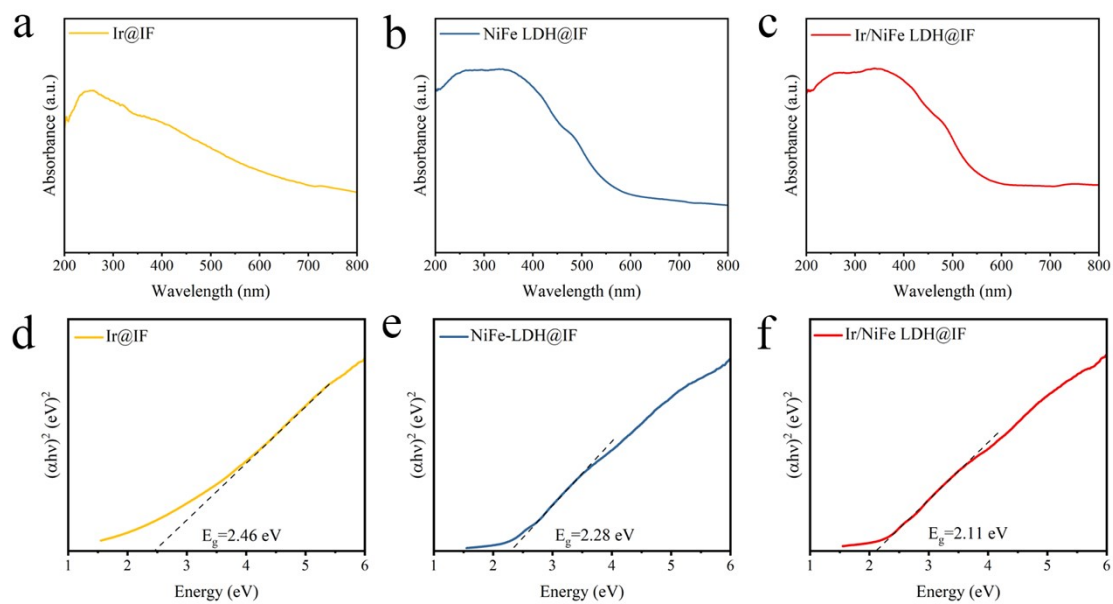 a
Ir@IF
Absorbance (a.u.)
200 300 400 500 600 700 800
Wavelength (nm)
b
NiFe LDH@IF
Absorbance (a.u.)
200 300 400 500 600 700 800
Wavelength (nm)
c
Ir/NiFe LDH@IF
Absorbance (a.u.)
200 300 400 500 600 700 800
Wavelength (nm)
d
Ir@IF
(αhν)² (eV)²
Eg=2.46 eV
1 2 3 4 5 6
Energy (eV)
e
NiFe-LDH@IF
(αhν)² (eV)²
Eg=2.28 eV
1 2 3 4 5 6
Energy (eV)
f
Ir/NiFe LDH@IF
(αhν)² (eV)²
Eg=2.11 eV
1 2 3 4 5 6
Energy (eV)